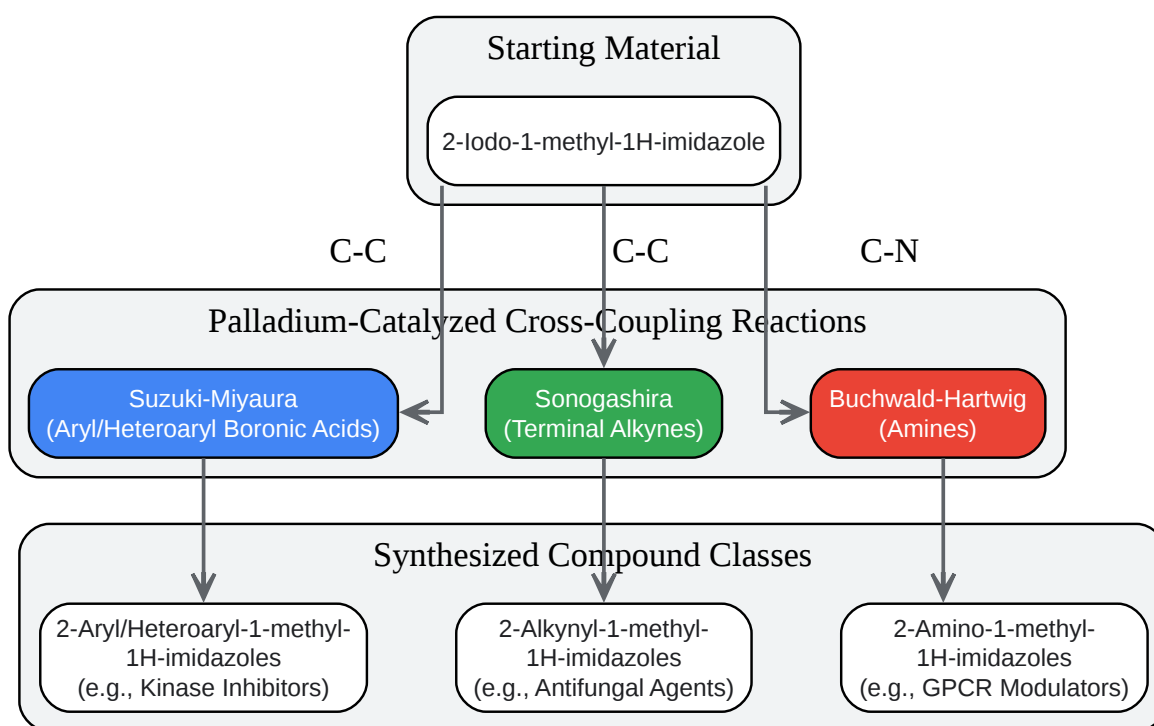 Starting Material
2-Iodo-1-methyl-1H-imidazole
C-C
C-C
C-N
Palladium-Catalyzed Cross-Coupling Reactions
Suzuki-Miyaura
(Aryl/Heteroaryl Boronic Acids)
Sonogashira
(Terminal Alkynes)
Buchwald-Hartwig
(Amines)
Synthesized Compound Classes
2-Aryl/Heteroaryl-1-methyl-
1H-imidazoles
(e.g., Kinase Inhibitors)
2-Alkynyl-1-methyl-
1H-imidazoles
(e.g., Antifungal Agents)
2-Amino-1-methyl-
1H-imidazoles
(e.g., GPCR Modulators)